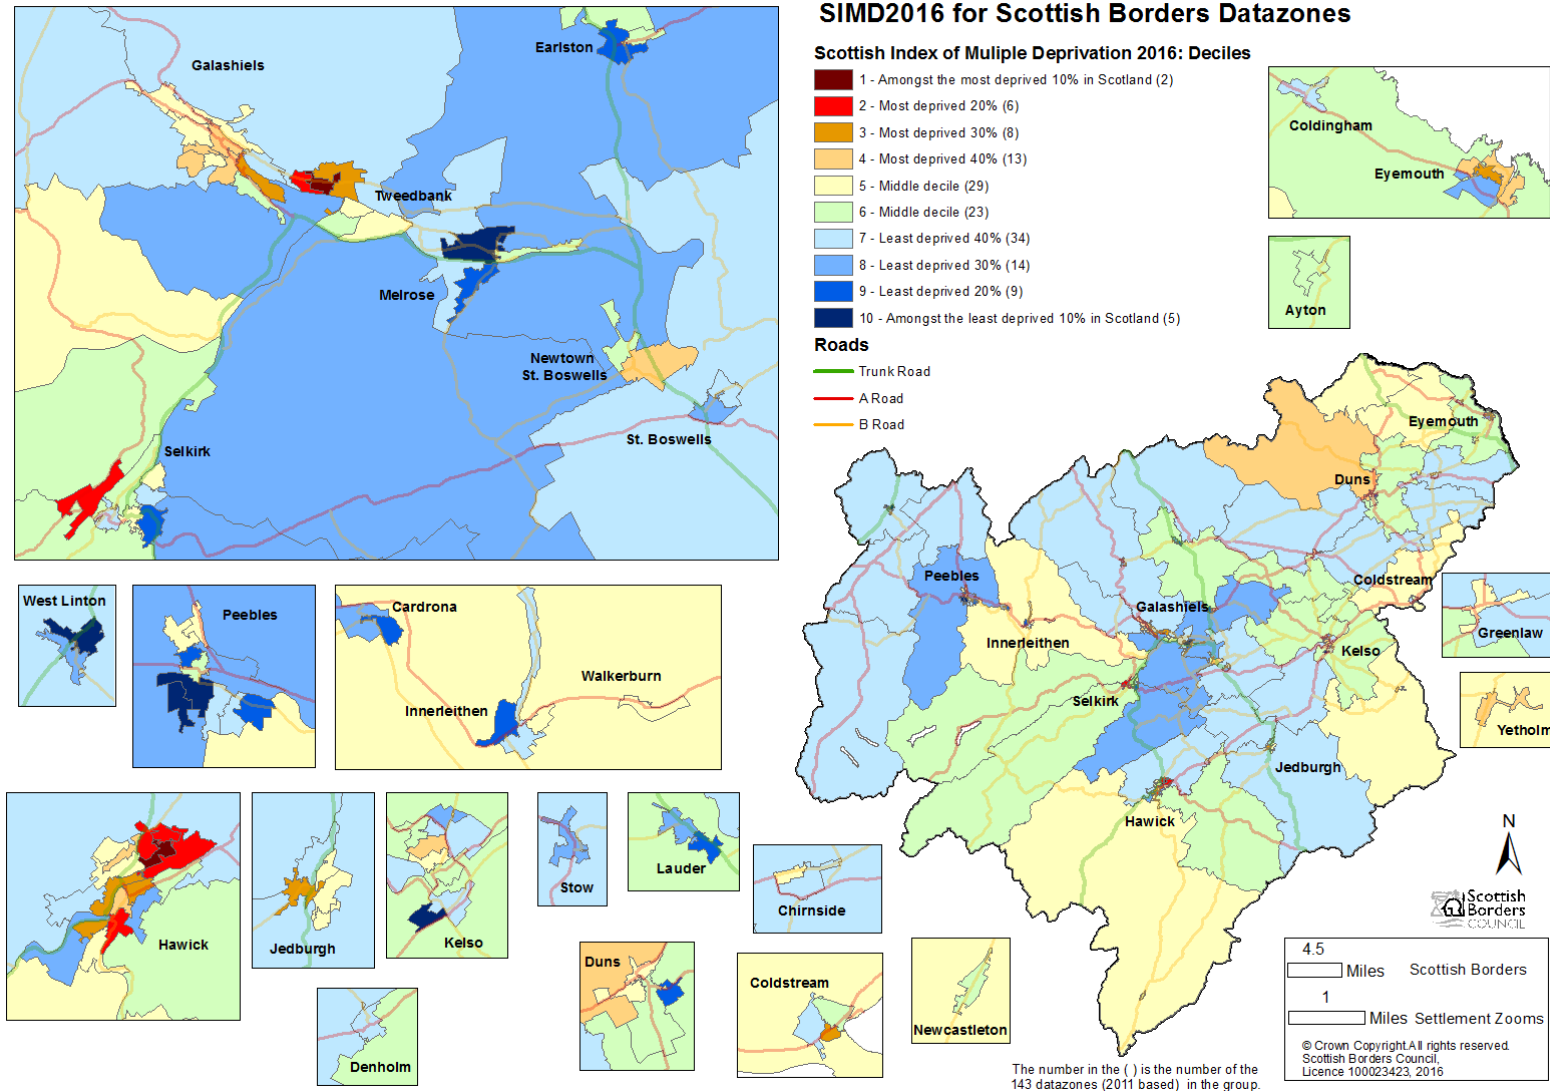 SIMD2016 for Scottish Borders Datazones
Scottish Index of Muliple Deprivation 2016: Deciles
1 - Amongst the most deprived 10% in Scotland (2)
2 - Most deprived 20% (6)
3 - Most deprived 30% (8)
4 - Most deprived 40% (13)
5 - Middle decile (29)
6 - Middle decile (23)
7 - Least deprived 40% (34)
8 - Least deprived 30% (14)
9 - Least deprived 20% (9)
10 - Amongst the least deprived 10% in Scotland (5)
Roads
Trunk Road
A Road
B Road
Galashiels
Earlston
Tweedbank
Melrose
Newtown
St. Boswells
St. Boswells
Selkirk
Coldingham
Eyemouth
Ayton
Eyemouth
Duns
Coldstream
Peebles
Galashiels
Innerleithen
Kelso
Selkirk
Jedburgh
Hawick
Greenlaw
Yetholm
West Linton
Peebles
Cardrona
Walkerburn
Innerleithen
Hawick
Jedburgh
Kelso
Stow
Lauder
Chirnside
Duns
Coldstream
Newcastleton
Denholm
N
Scottish
Borders
COUNCIL
4.5
Miles Scottish Borders
1
Miles Settlement Zooms
© Crown Copyright.All rights reserved.
Scottish Borders Council,
Licence 100023423, 2016
The number in the ( ) is the number of the
143 datazones (2011 based) in the group.